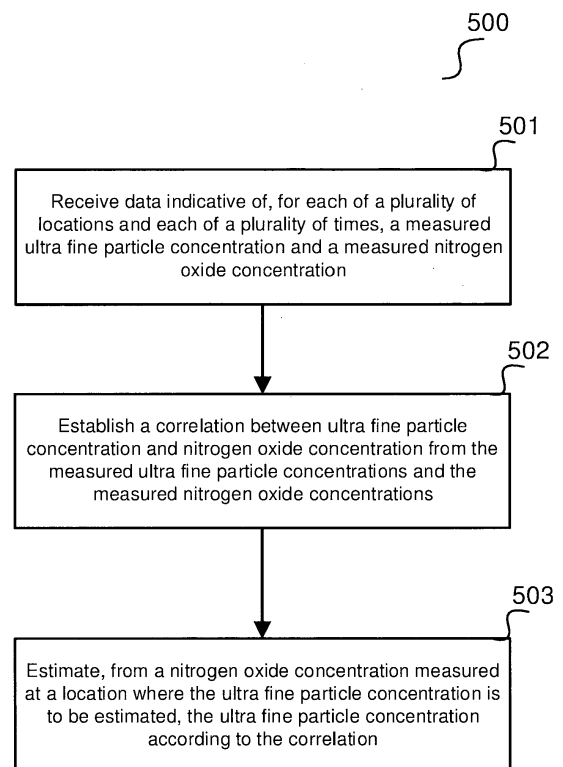 500
501
Receive data indicative of, for each of a plurality of
locations and each of a plurality of times, a measured
ultra fine particle concentration and a measured nitrogen
oxide concentration
502
Establish a correlation between ultra fine particle
concentration and nitrogen oxide concentration from the
measured ultra fine particle concentrations and the
measured nitrogen oxide concentrations
503
Estimate, from a nitrogen oxide concentration measured
at a location where the ultra fine particle concentration is
to be estimated, the ultra fine particle concentration
according to the correlation